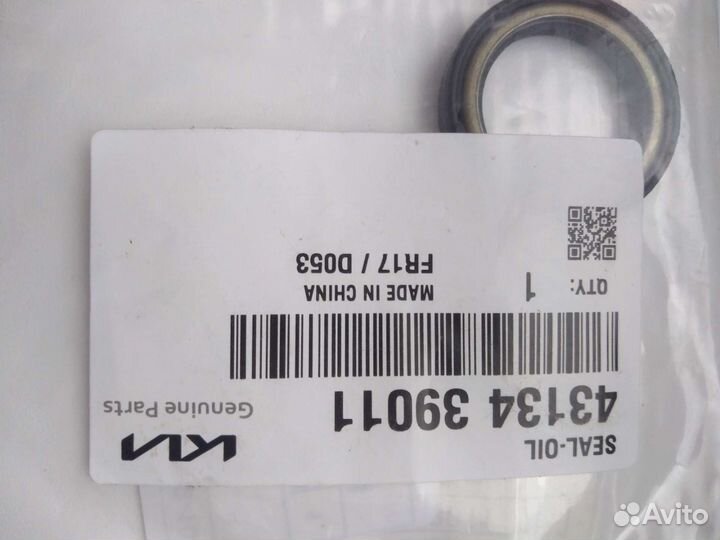 SEAL-OIL
KIA
43134 39011
Genuine Parts
QTY: 1
MADE IN CHINA
FR17 / D053
Avito